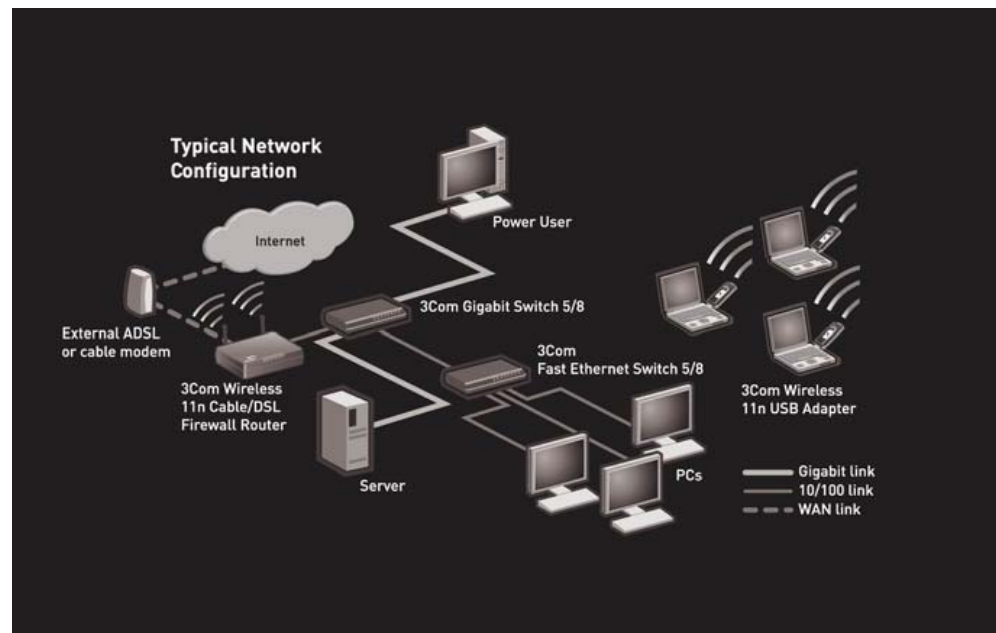 Typical Network
Configuration
Internet
Power User
3Com Gigabit Switch 5/8
External ADSL
or cable modem
3Com Wireless
11n Cable/DSL
Firewall Router
3Com
Fast Ethernet Switch 5/8
3Com Wireless
11n USB Adapter
Server
PCs
Gigabit link
10/100 link
WAN link